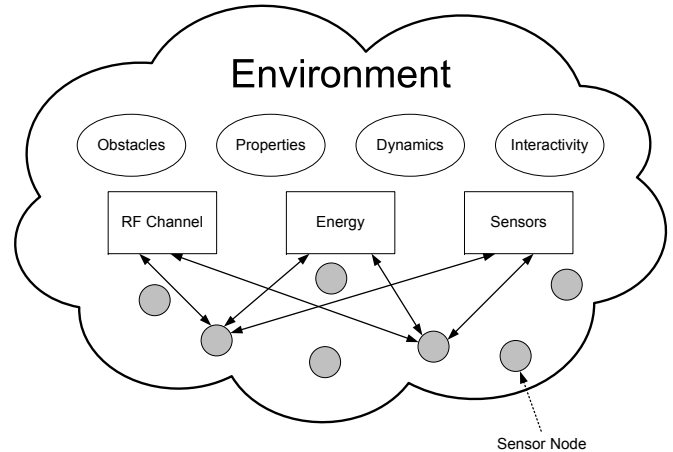 Environment
Obstacles
Properties
Dynamics
Interactivity
RF Channel
Energy
Sensors
Sensor Node